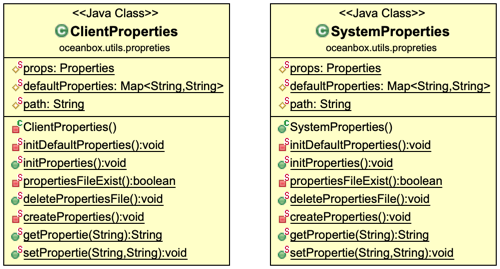 <<Java Class>>
ClientProperties
oceanbox.utils.propreties
props: Properties
defaultProperties: Map<String,String>
path: String
ClientProperties()
initDefaultProperties():void
initProperties():void
propertiesFileExist():boolean
deletePropertiesFile():void
createProperties():void
getPropertie(String):String
setPropertie(String,String):void
<<Java Class>>
SystemProperties
oceanbox.utils.propreties
props: Properties
defaultProperties: Map<String,String>
path: String
SystemProperties()
initDefaultProperties():void
initProperties():void
propertiesFileExist():boolean
deletePropertiesFile():void
createProperties():void
getPropertie(String):String
setPropertie(String,String):void